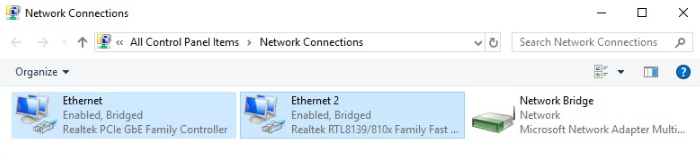 Network Connections
« All Control Panel Items > Network Connections
Search Network Connections
Organize
Ethernet
Enabled, Bridged
Realtek PCIe GbE Family Controller
Ethernet 2
Enabled, Bridged
Realtek RTL8139/810x Family Fast ...
Network Bridge
Network
Microsoft Network Adapter Multi...